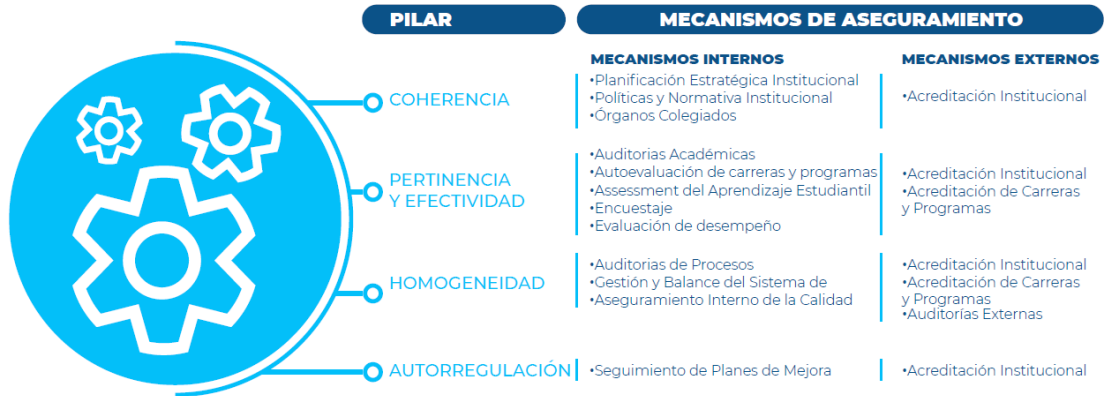 PILAR
MECANISMOS DE ASEGURAMIENTO
MECANISMOS INTERNOS
MECANISMOS EXTERNOS
COHERENCIA
•Planificación Estratégica Institucional
•Políticas y Normativa Institucional
•Órganos Colegiados
•Acreditación Institucional
PERTINENCIA
Y EFECTIVIDAD
•Auditorias Académicas
•Autoevaluación de carreras y programas
•Assessment del Aprendizaje Estudiantil
•Encuestaje
•Evaluación de desempeño
•Acreditación Institucional
•Acreditación de Carreras
y Programas
HOMOGENEIDAD
•Auditorias de Procesos
•Gestión y Balance del Sistema de
•Aseguramiento Interno de la Calidad
•Acreditación Institucional
•Acreditación de Carreras
y Programas
•Auditorías Externas
AUTORREGULACIÓN
•Seguimiento de Planes de Mejora
•Acreditación Institucional